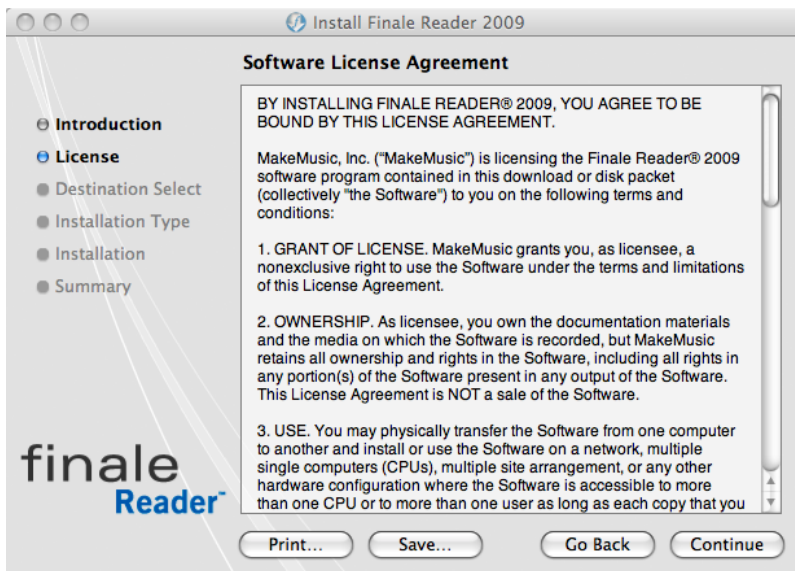 Install Finale Reader 2009
Software License Agreement
Introduction
License
Destination Select
Installation Type
Installation
Summary
BY INSTALLING FINALE READER® 2009, YOU AGREE TO BE
BOUND BY THIS LICENSE AGREEMENT.
MakeMusic, Inc. (“MakeMusic”) is licensing the Finale Reader® 2009
software program contained in this download or disk packet
(collectively "the Software") to you on the following terms and
conditions:
1. GRANT OF LICENSE. MakeMusic grants you, as licensee, a
nonexclusive right to use the Software under the terms and limitations
of this License Agreement.
2. OWNERSHIP. As licensee, you own the documentation materials
and the media on which the Software is recorded, but MakeMusic
retains all ownership and rights in the Software, including all rights in
any portion(s) of the Software present in any output of the Software.
This License Agreement is NOT a sale of the Software.
3. USE. You may physically transfer the Software from one computer
to another and install or use the Software on a network, multiple
single computers (CPUs), multiple site arrangement, or any other
hardware configuration where the Software is accessible to more
than one CPU or to more than one user as long as each copy that you
finale
Reader™
Print...
Save...
Go Back
Continue